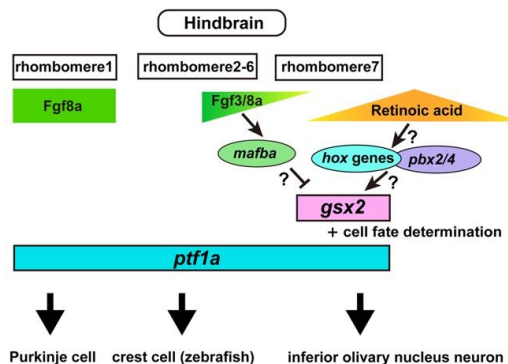 Hindbrain
rhombomere1 rhombomere2-6 rhombomere7
Fgf8a Fgf3/8a Retinoic acid
?
mafba hox genes pbx2/4
? ?
gsx2
+ cell fate determination
ptf1a
Purkinje cell crest cell (zebrafish) inferior olivary nucleus neuron